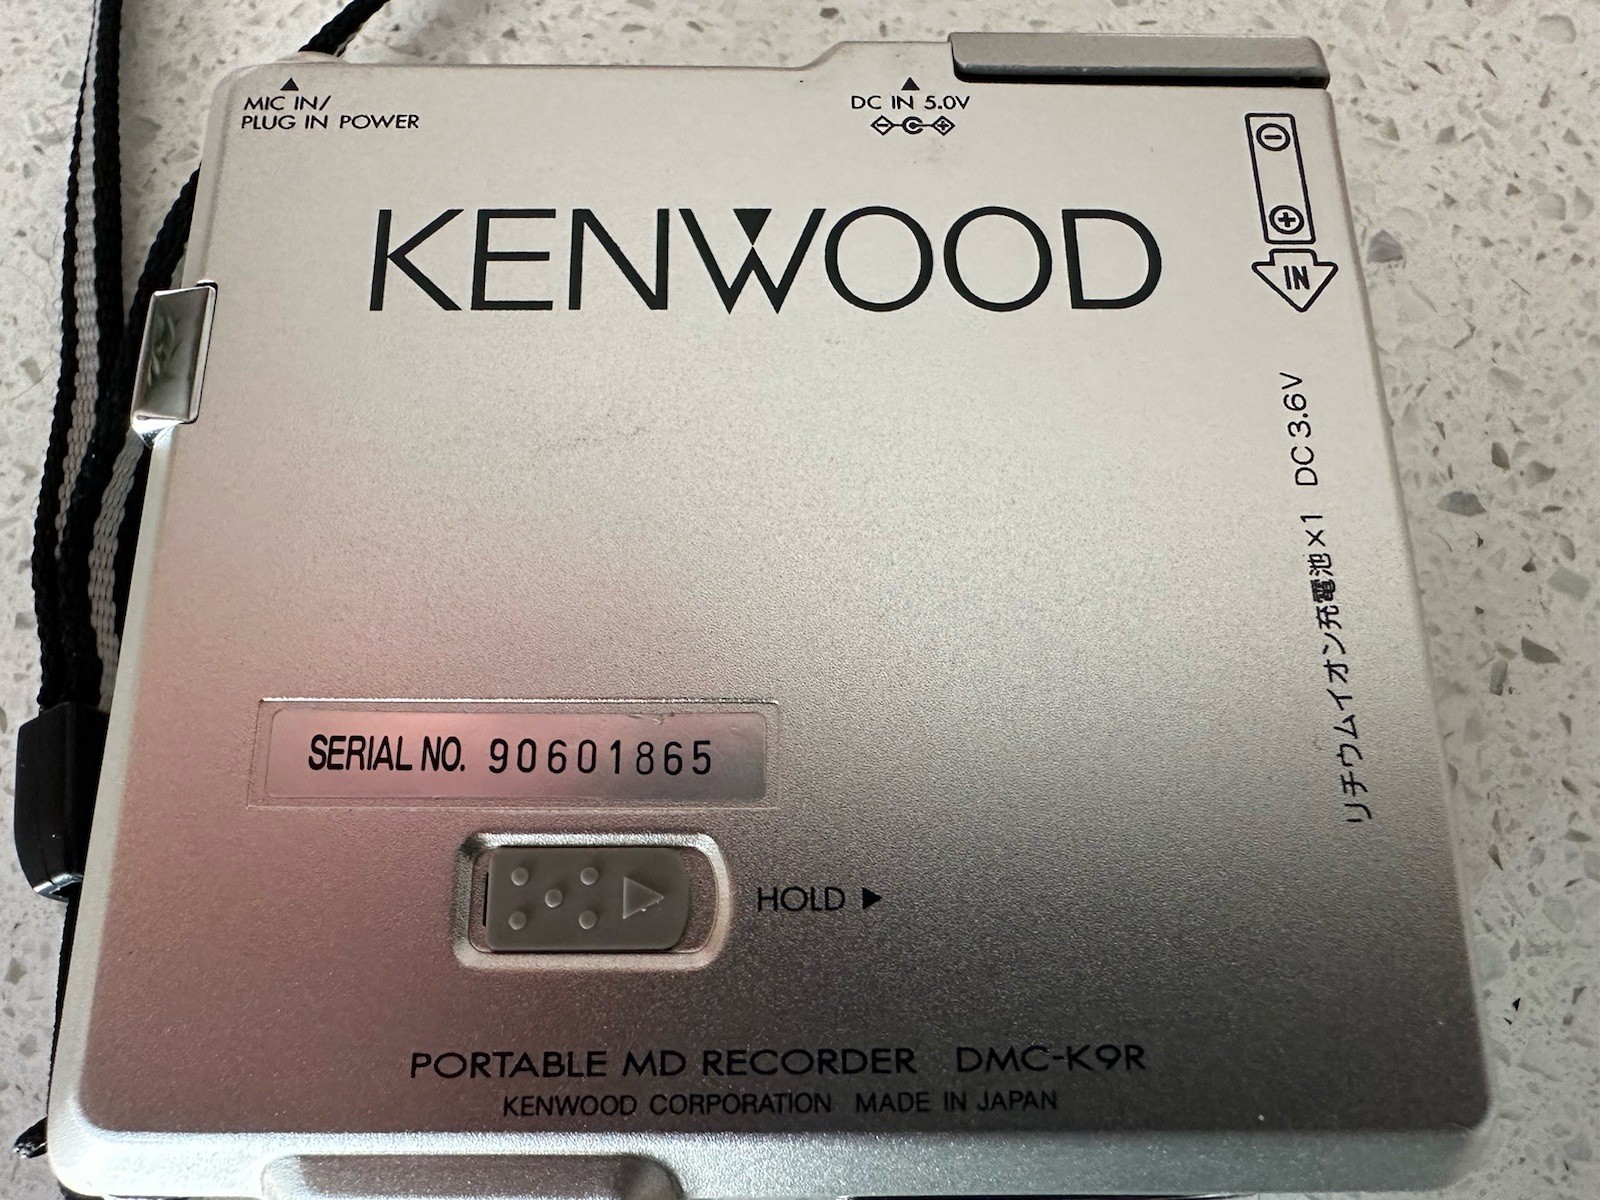 MIC IN/
PLUG IN POWER
DC IN 5.0V
KENWOOD
IN
リチウムイオン充電池×1 DC 3.6V
SERIAL NO. 90601865
HOLD ►
PORTABLE MD RECORDER DMC-K9R
KENWOOD CORPORATION MADE IN JAPAN